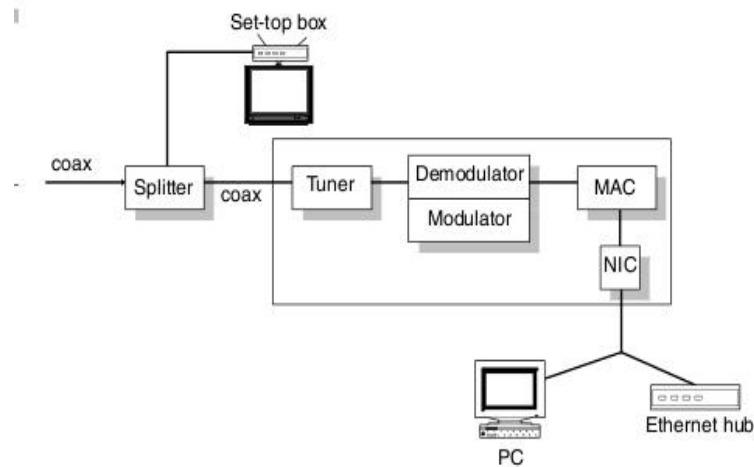 Set-top box
coax
Splitter
coax
Tuner
Demodulator
Modulator
MAC
NIC
PC
Ethernet hub